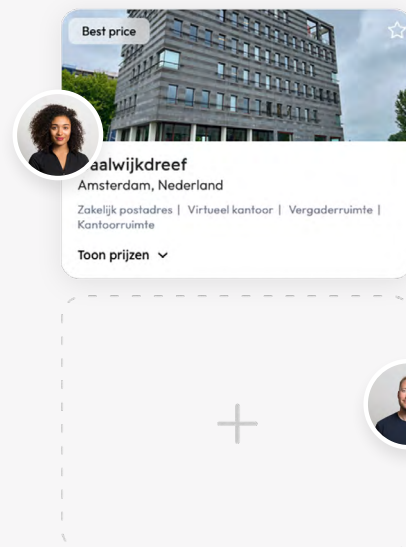 Best price
aalwijkdreef
Amsterdam, Nederland
Zakelijk postadres | Virtueel kantoor | Vergaderruimte |
Kantoorruimte
Toon prijzen